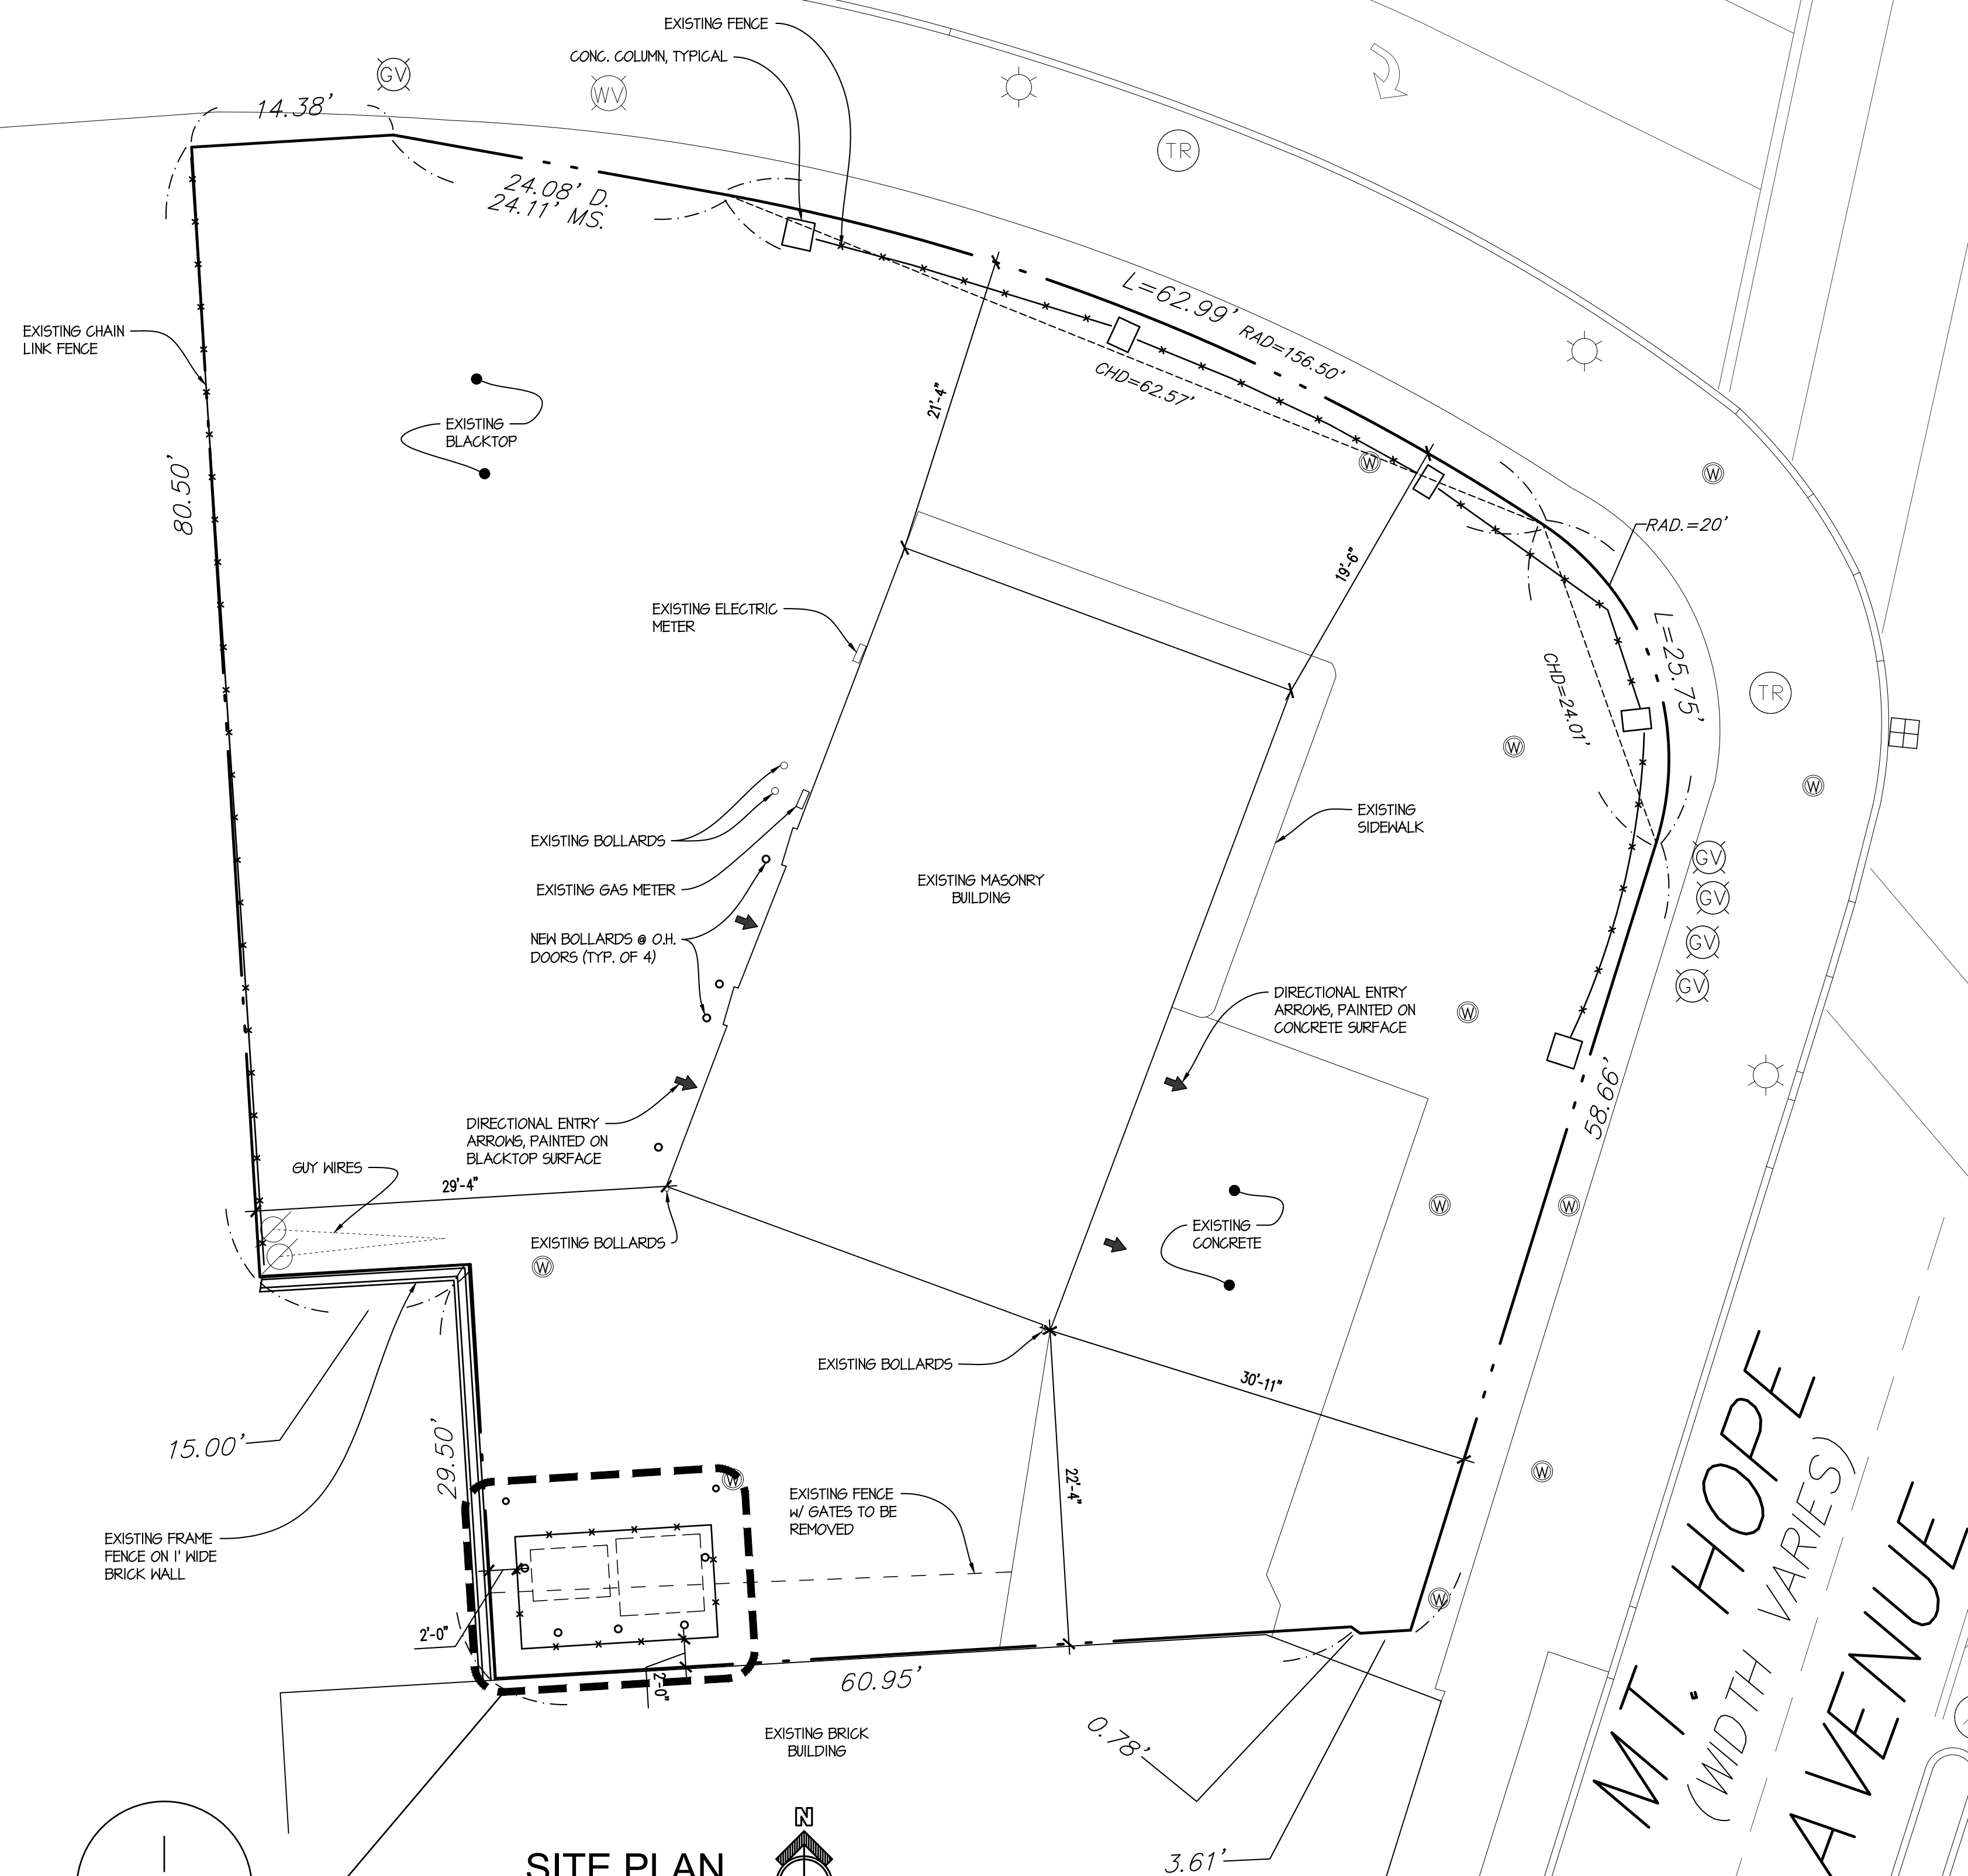 EXISTING FENCE
CONC. COLUMN, TYPICAL
GV
WV
14.38'
TR
24.08' D.
24.11' MS.
L=62.99'
RAD=156.50'
CHD=62.57'
EXISTING CHAIN
LINK FENCE
21'-4"
EXISTING
BLACKTOP
80.50'
W
W
RAD.=20'
19'-6"
EXISTING ELECTRIC
METER
L=25.75'
CHD=24.01'
TR
W
W
EXISTING BOLLARDS
EXISTING
SIDEWALK
EXISTING GAS METER
EXISTING MASONRY
BUILDING
GV
GV
GV
GV
NEW BOLLARDS @ O.H.
DOORS (TYP. OF 4)
DIRECTIONAL ENTRY
ARROWS, PAINTED ON
CONCRETE SURFACE
W
58.66'
DIRECTIONAL ENTRY
ARROWS, PAINTED ON
BLACKTOP SURFACE
GUY WIRES
29'-4"
W
W
EXISTING
CONCRETE
EXISTING BOLLARDS
W
EXISTING BOLLARDS
30'-11"
15.00'
29.50'
W
W
22'-4"
EXISTING FENCE
W/ GATES TO BE
REMOVED
EXISTING FRAME
FENCE ON 1' WIDE
BRICK WALL
W
2'-0"
2'-0"
60.95'
EXISTING BRICK
BUILDING
0.78'
3.61'
MT. HOPE
(WIDTH VARIES)
AVENUE
N
SITE PLAN